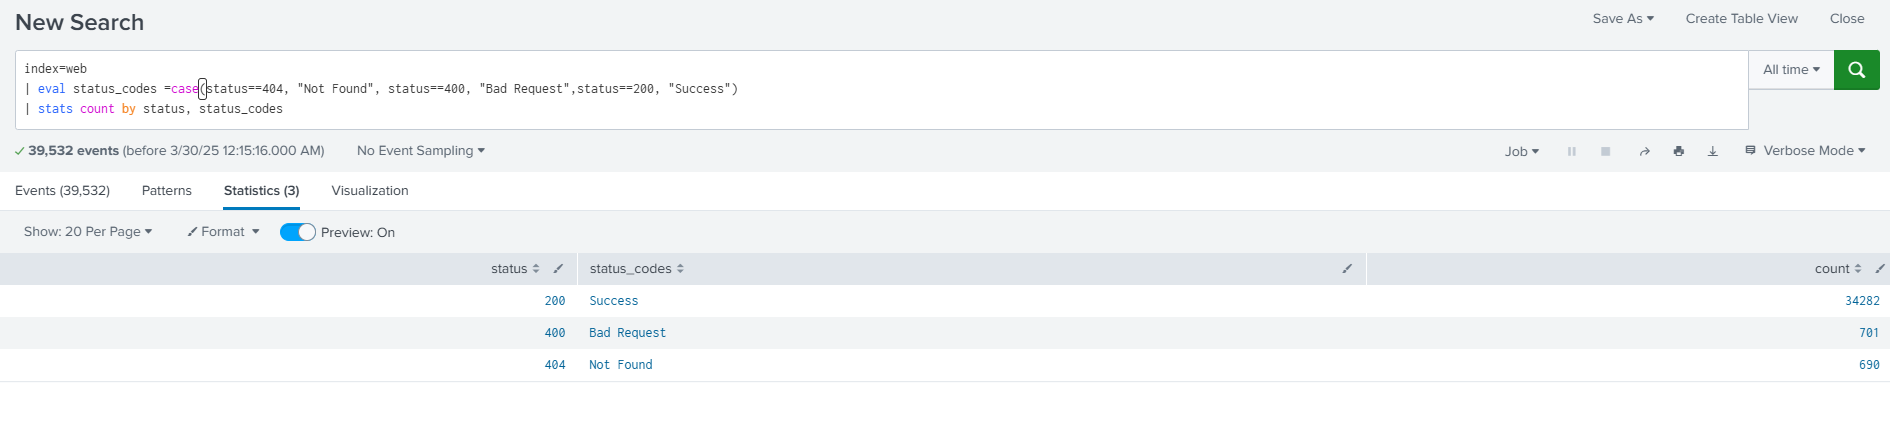 New Search
Save As Create Table View Close
index=web
| eval status_codes =case(status==404, "Not Found", status==400, "Bad Request",status==200, "Success")
| stats count by status, status_codes
All time
39,532 events (before 3/30/25 12:15:16.000 AM) No Event Sampling
Job Verbose Mode
Events (39,532) Patterns Statistics (3) Visualization
Show: 20 Per Page Format Preview: On
status status_codes count
200 Success 34282
400 Bad Request 701
404 Not Found 690